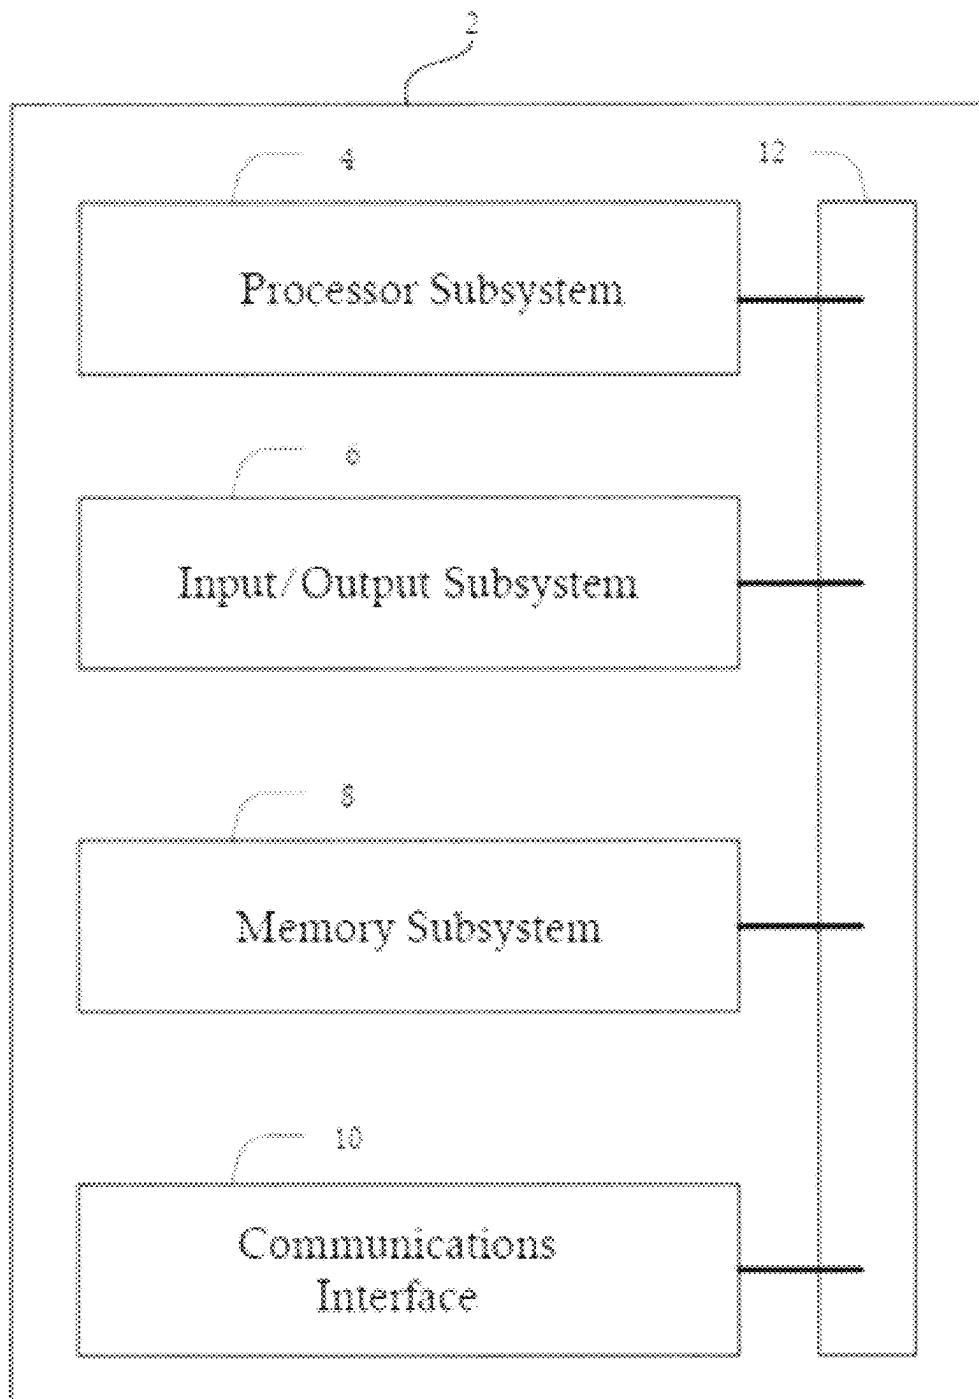 2
4
12
Processor Subsystem
6
Input/Output Subsystem
8
Memory Subsystem
10
Communications
Interface